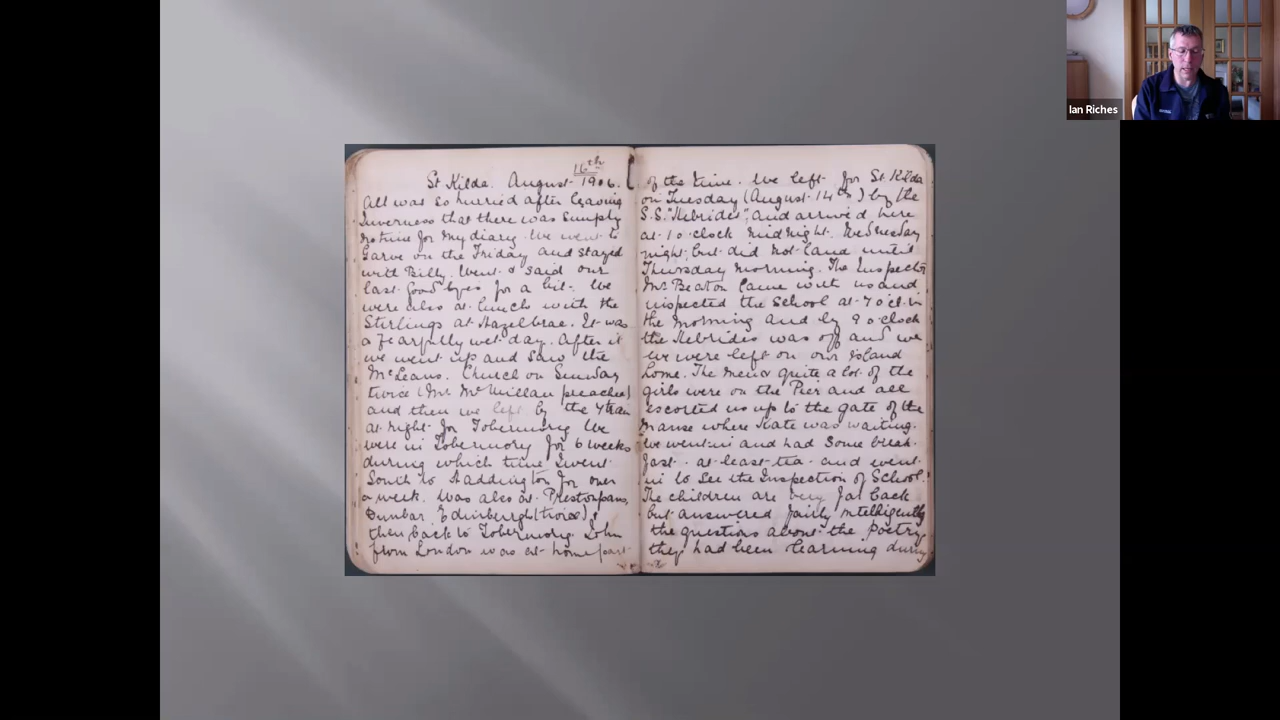 16th
St Kilda. August 1906.
All was so hurried after leaving
Inverness that there was simply
no time for my diary. We went to
Garve on the Friday and stayed
with Billy. Went & said our
last Good byes for a bit. We
were also at lunch with the
Stirlings at Hazelbrae. It was
a fearfully wet day. After it
we went up and saw the
McLeans. Church on Sunday
twice (Mr McMillan preached)
and then we left by the train
at night for Tobermory. We
were in Tobermory for 6 weeks
during which time I went
South to Haddington for over
a week. Was also at Prestonpans,
Dunbar, Edinburgh (twice),
then back to Tobermory. John
from London was at home part
of the time. We left for St. Kilda
on Tuesday (August 14th) by the
S.S. "Hebrides", and arrived here
at 10 clock midnight. Wednesday
night, but did not land until
Thursday morning. The Inspector
Mr Beaton came with us and
inspected the School at 7 o'cl. in
the morning and by 9 o'clock
the Hebrides was off and we
we were left on our island
home. The men & quite a lot of the
girls were on the Pier and all
escorted us up to the gate of the
Manse where Kate was waiting.
We went in and had some break-
fast - at least tea - and went
in to see the Inspection of School.
The children are very far back
but answered fairly intelligently
the questions about the poetry
they had been learning during
Ian Riches